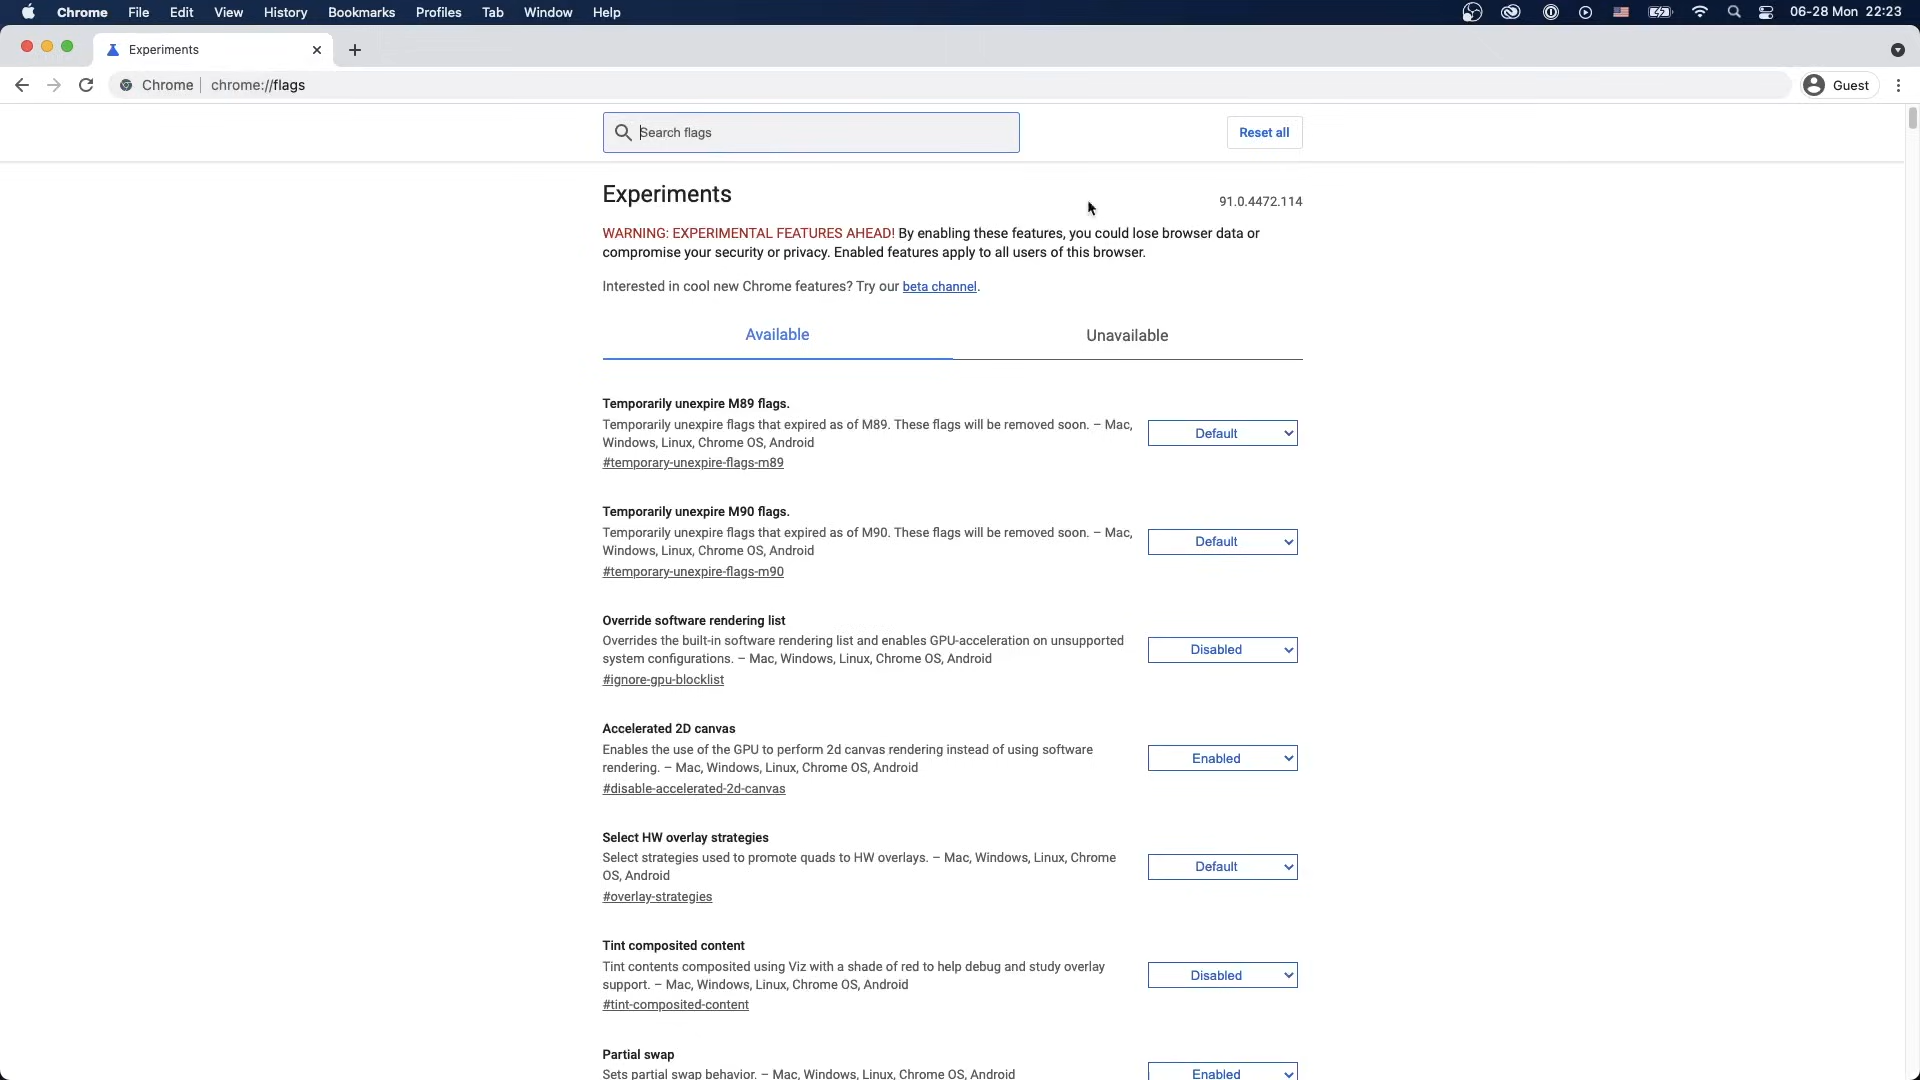 Chrome File Edit View History Bookmarks Profiles Tab Window Help 06-28 Mon 22:23
Experiments
Chrome chrome://flags Guest
Search flags Reset all
Experiments 91.0.4472.114
WARNING: EXPERIMENTAL FEATURES AHEAD! By enabling these features, you could lose browser data or
compromise your security or privacy. Enabled features apply to all users of this browser.
Interested in cool new Chrome features? Try our beta channel.
Available Unavailable
Temporarily unexpire M89 flags.
Temporarily unexpire flags that expired as of M89. These flags will be removed soon. – Mac,
Windows, Linux, Chrome OS, Android
#temporary-unexpire-flags-m89
Default
Temporarily unexpire M90 flags.
Temporarily unexpire flags that expired as of M90. These flags will be removed soon. – Mac,
Windows, Linux, Chrome OS, Android
#temporary-unexpire-flags-m90
Default
Override software rendering list
Overrides the built-in software rendering list and enables GPU-acceleration on unsupported
system configurations. – Mac, Windows, Linux, Chrome OS, Android
#ignore-gpu-blocklist
Disabled
Accelerated 2D canvas
Enables the use of the GPU to perform 2d canvas rendering instead of using software
rendering. – Mac, Windows, Linux, Chrome OS, Android
#disable-accelerated-2d-canvas
Enabled
Select HW overlay strategies
Select strategies used to promote quads to HW overlays. – Mac, Windows, Linux, Chrome
OS, Android
#overlay-strategies
Default
Tint composited content
Tint contents composited using Viz with a shade of red to help debug and study overlay
support. – Mac, Windows, Linux, Chrome OS, Android
#tint-composited-content
Disabled
Partial swap
Sets partial swap behavior. – Mac, Windows, Linux, Chrome OS, Android
Enabled